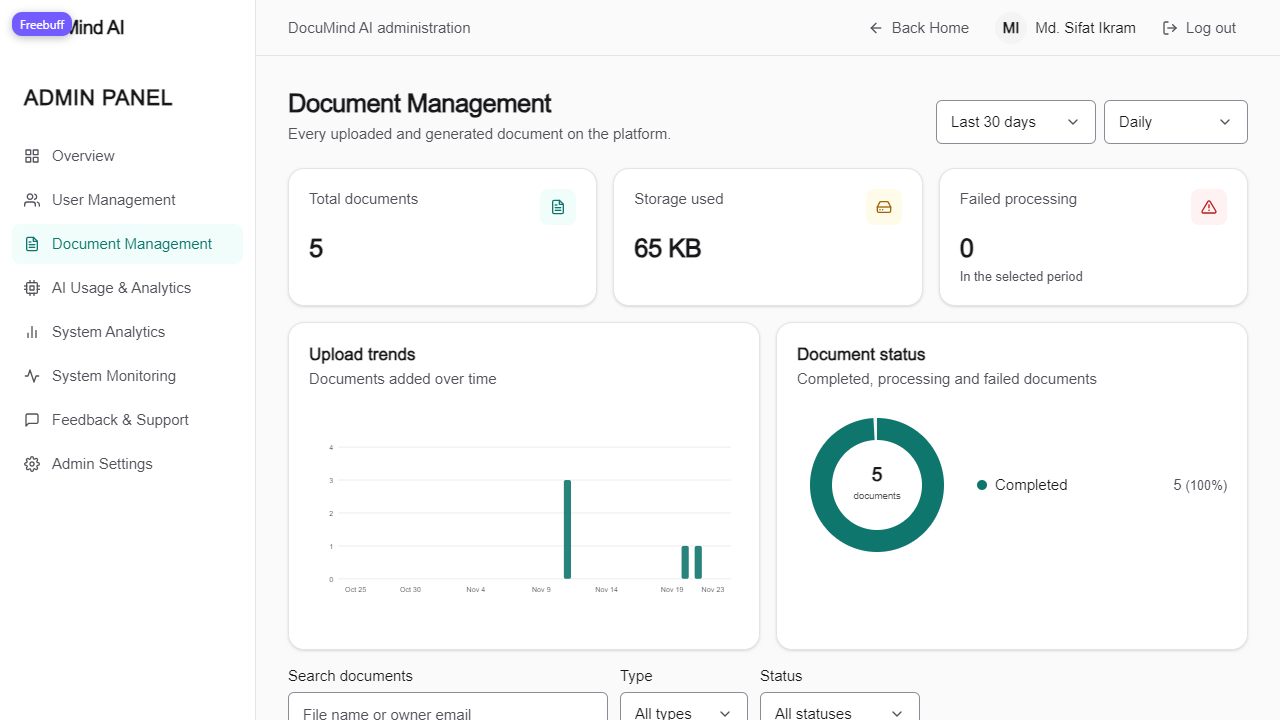 Freebuff
Mind AI
ADMIN PANEL
Overview
User Management
Document Management
AI Usage & Analytics
System Analytics
System Monitoring
Feedback & Support
Admin Settings
DocuMind AI administration
Back Home
MI
Md. Sifat Ikram
Log out
Document Management
Every uploaded and generated document on the platform.
Last 30 days
Daily
Total documents
5
Storage used
65 KB
Failed processing
0
In the selected period
Upload trends
Documents added over time
4
3
2
1
0
Oct 25 Oct 30 Nov 4 Nov 9 Nov 14 Nov 19 Nov 23
Document status
Completed, processing and failed documents
5
documents
Completed 5 (100%)
Search documents
File name or owner email
Type
All types
Status
All statuses